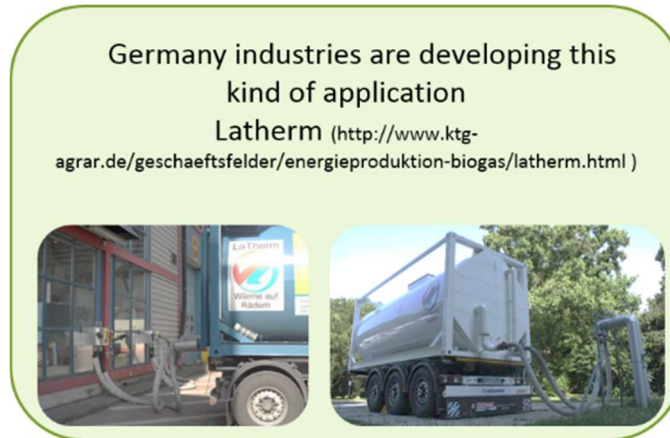 Germany industries are developing this
kind of application
Latherm (http://www.ktg-
agrar.de/geschaeftsfelder/energieproduktion-biogas/latherm.html )
LaTherm
Wärme auf
Rädern